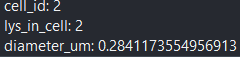 cell_id: 2
lys_in_cell: 2
diameter_um: 0.2841173554956913